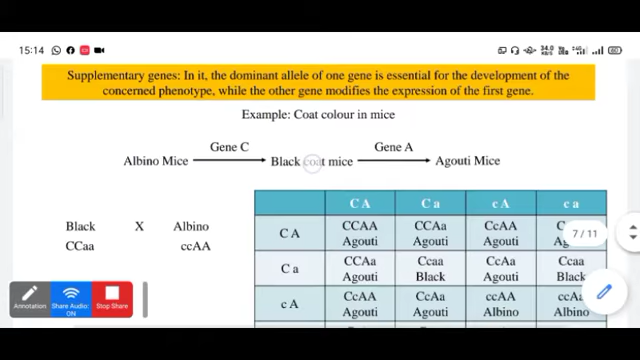 15:14
34.0
KB/S
Supplementary genes: In it, the dominant allele of one gene is essential for the development of the
concerned phenotype, while the other gene modifies the expression of the first gene.
Example: Coat colour in mice
Gene C Gene A
Albino Mice Black coat mice Agouti Mice
C A C a c A c a
Black X Albino
CCaa ccAA
C A CCAA CCAa CcAA
Agouti Agouti Agouti
7 / 11
C a CCAa Ccaa CcAa Ccaa
Agouti Black Agouti Black
c A CcAA CcAa ccAA
Agouti Agouti Albino Albino
Annotation Share Audio: ON Stop Share